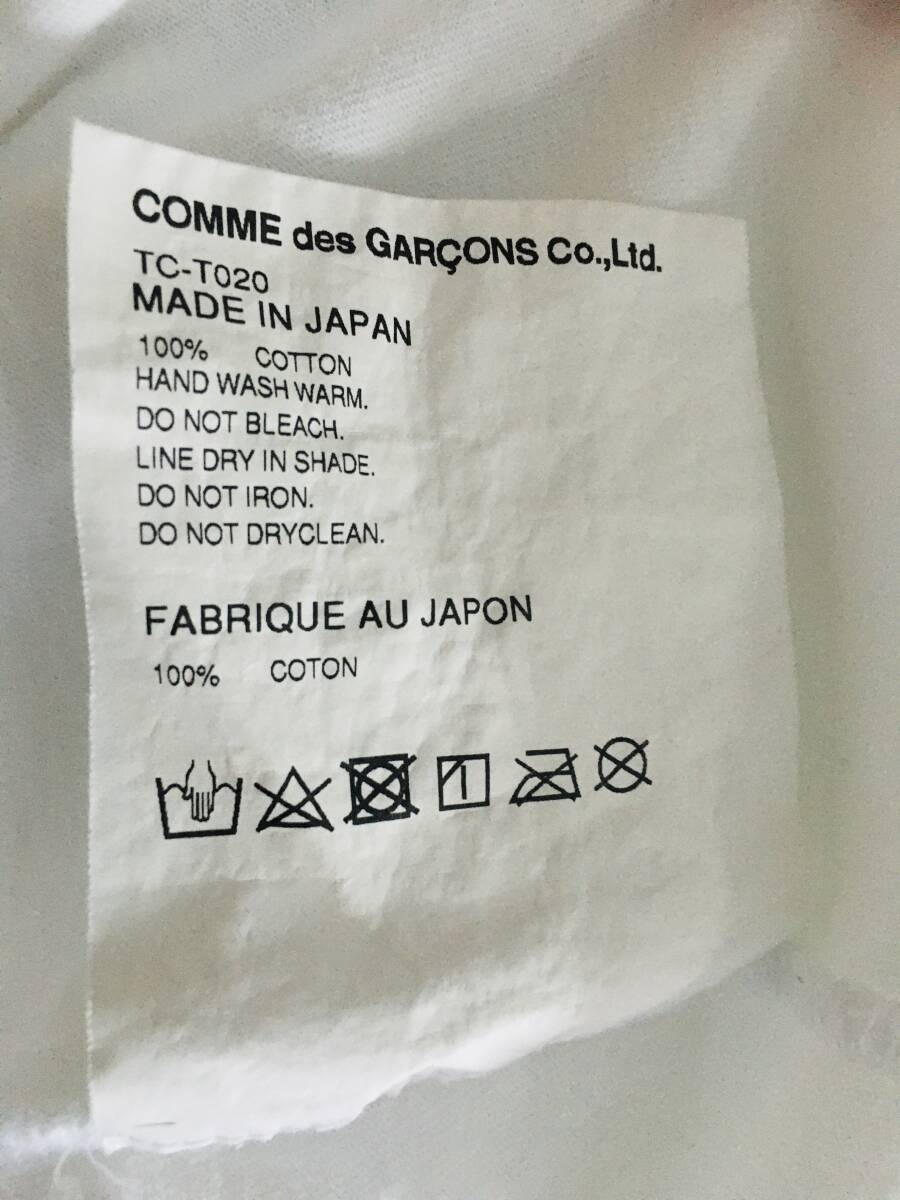 COMME des GARÇONS Co.,Ltd.
TC-T020
MADE IN JAPAN
100% COTTON
HAND WASH WARM.
DO NOT BLEACH.
LINE DRY IN SHADE.
DO NOT IRON.
DO NOT DRYCLEAN.
FABRIQUE AU JAPON
100% COTON